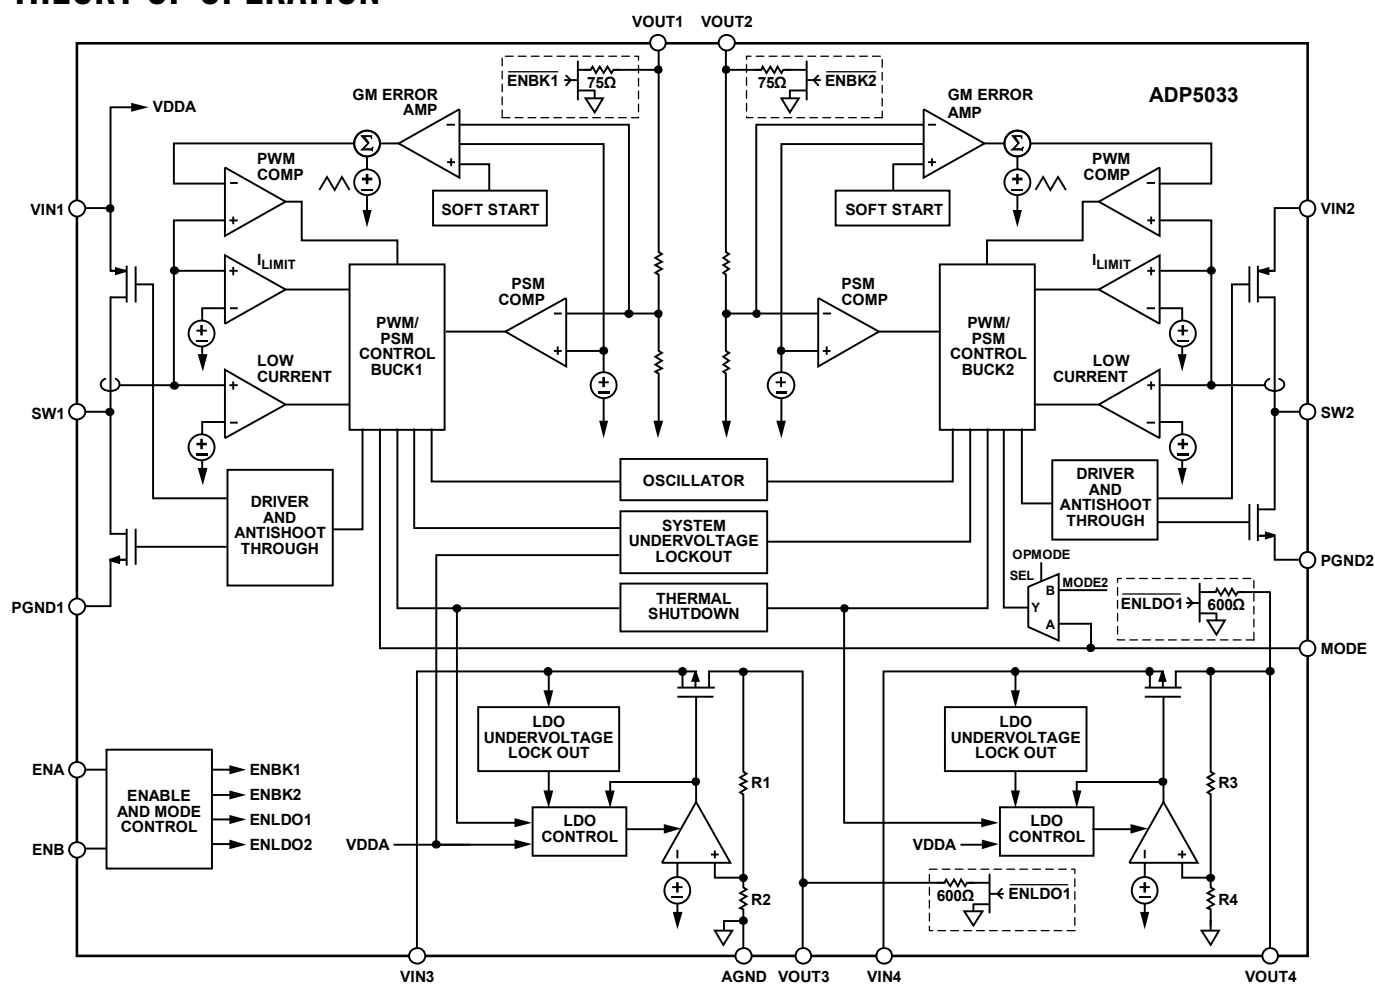 THEORY OF OPERATION
VOUT1
VOUT2
ENBK1
75Ω
75Ω
ENBK2
ADP5033
VDDA
GM ERROR
AMP
GM ERROR
AMP
Σ
Σ
PWM
COMP
PWM
COMP
SOFT START
SOFT START
VIN1
VIN2
ILIMIT
ILIMIT
PSM
COMP
PSM
COMP
PWM/
PSM
CONTROL
BUCK1
PWM/
PSM
CONTROL
BUCK2
LOW
CURRENT
LOW
CURRENT
SW1
SW2
OSCILLATOR
DRIVER
AND
ANTISHOOT
THROUGH
DRIVER
AND
ANTISHOOT
THROUGH
SYSTEM
UNDERVOLTAGE
LOCKOUT
OPMODE
SEL
B
MODE2
Y
A
PGND2
THERMAL
SHUTDOWN
ENLDO1
600Ω
PGND1
MODE
LDO
UNDERVOLTAGE
LOCK OUT
LDO
UNDERVOLTAGE
LOCK OUT
ENA
ENB
ENABLE
AND MODE
CONTROL
ENBK1
ENBK2
ENLDO1
ENLDO2
R1
R3
LDO
CONTROL
LDO
CONTROL
VDDA
VDDA
600Ω
ENLDO1
R2
R4
VIN3
AGND
VOUT3
VIN4
VOUT4